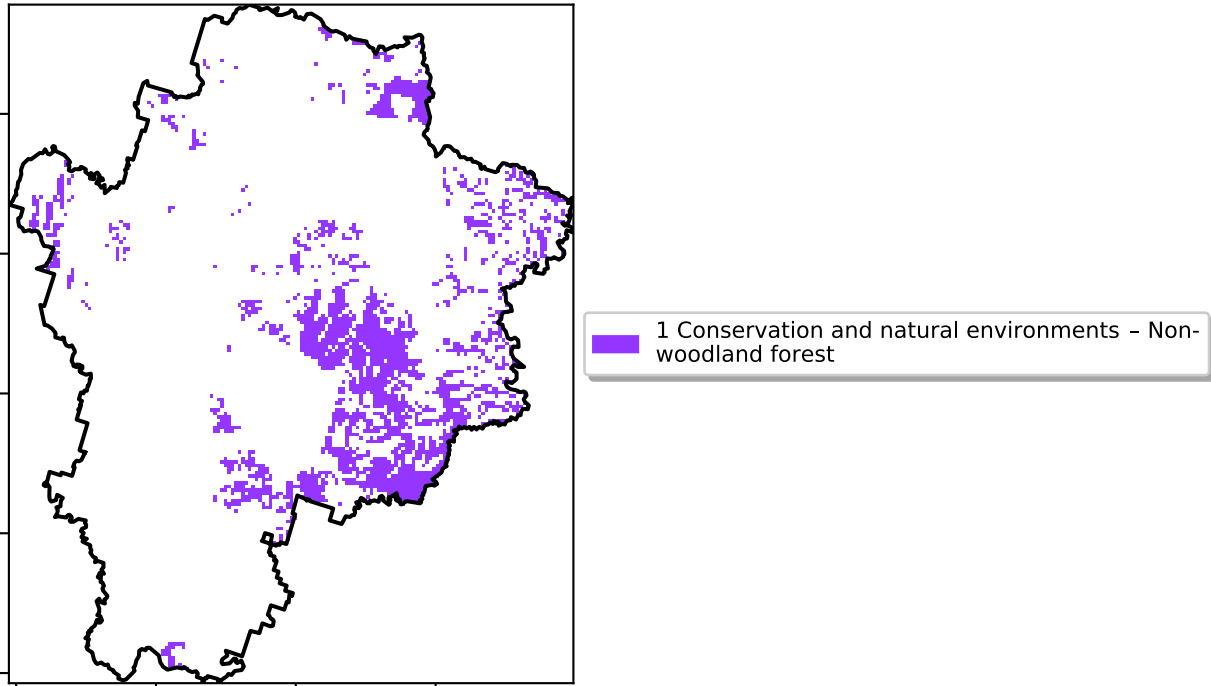 1 Conservation and natural environments – Non-
woodland forest